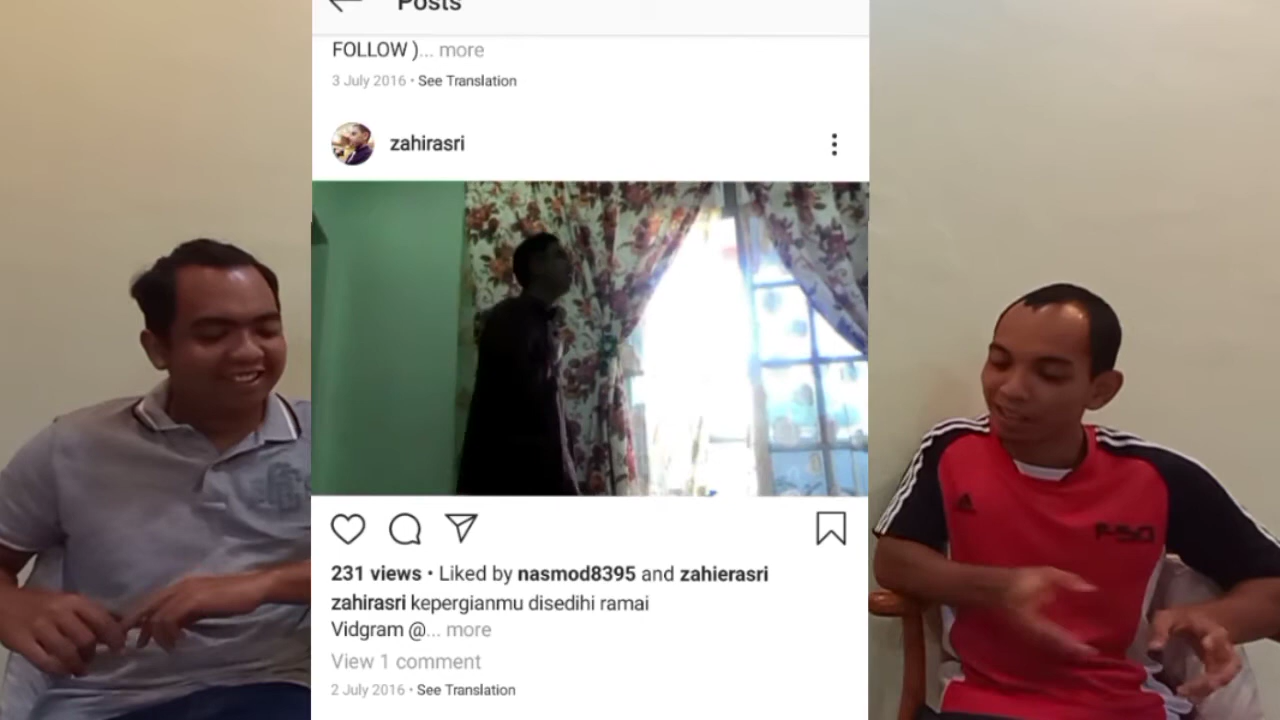 Posts
FOLLOW )... more
3 July 2016 • See Translation
zahirasri
231 views • Liked by nasmod8395 and zahierasri
zahirasri kepergianmu disedihi ramai
Vidgram @... more
View 1 comment
2 July 2016 • See Translation
F50